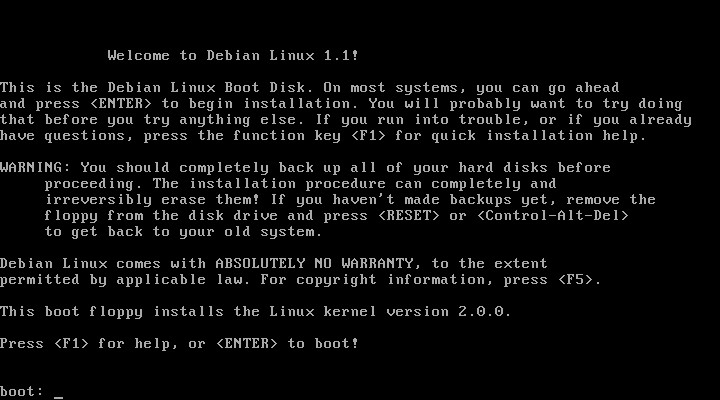 Welcome to Debian Linux 1.1!
This is the Debian Linux Boot Disk. On most systems, you can go ahead
and press <ENTER> to begin installation. You will probably want to try doing
that before you try anything else. If you run into trouble, or if you already
have questions, press the function key <F1> for quick installation help.
WARNING: You should completely back up all of your hard disks before
proceeding. The installation procedure can completely and
irreversibly erase them! If you haven't made backups yet, remove the
floppy from the disk drive and press <RESET> or <Control-Alt-Del>
to get back to your old system.
Debian Linux comes with ABSOLUTELY NO WARRANTY, to the extent
permitted by applicable law. For copyright information, press <F5>.
This boot floppy installs the Linux kernel version 2.0.0.
Press <F1> for help, or <ENTER> to boot!
boot: _